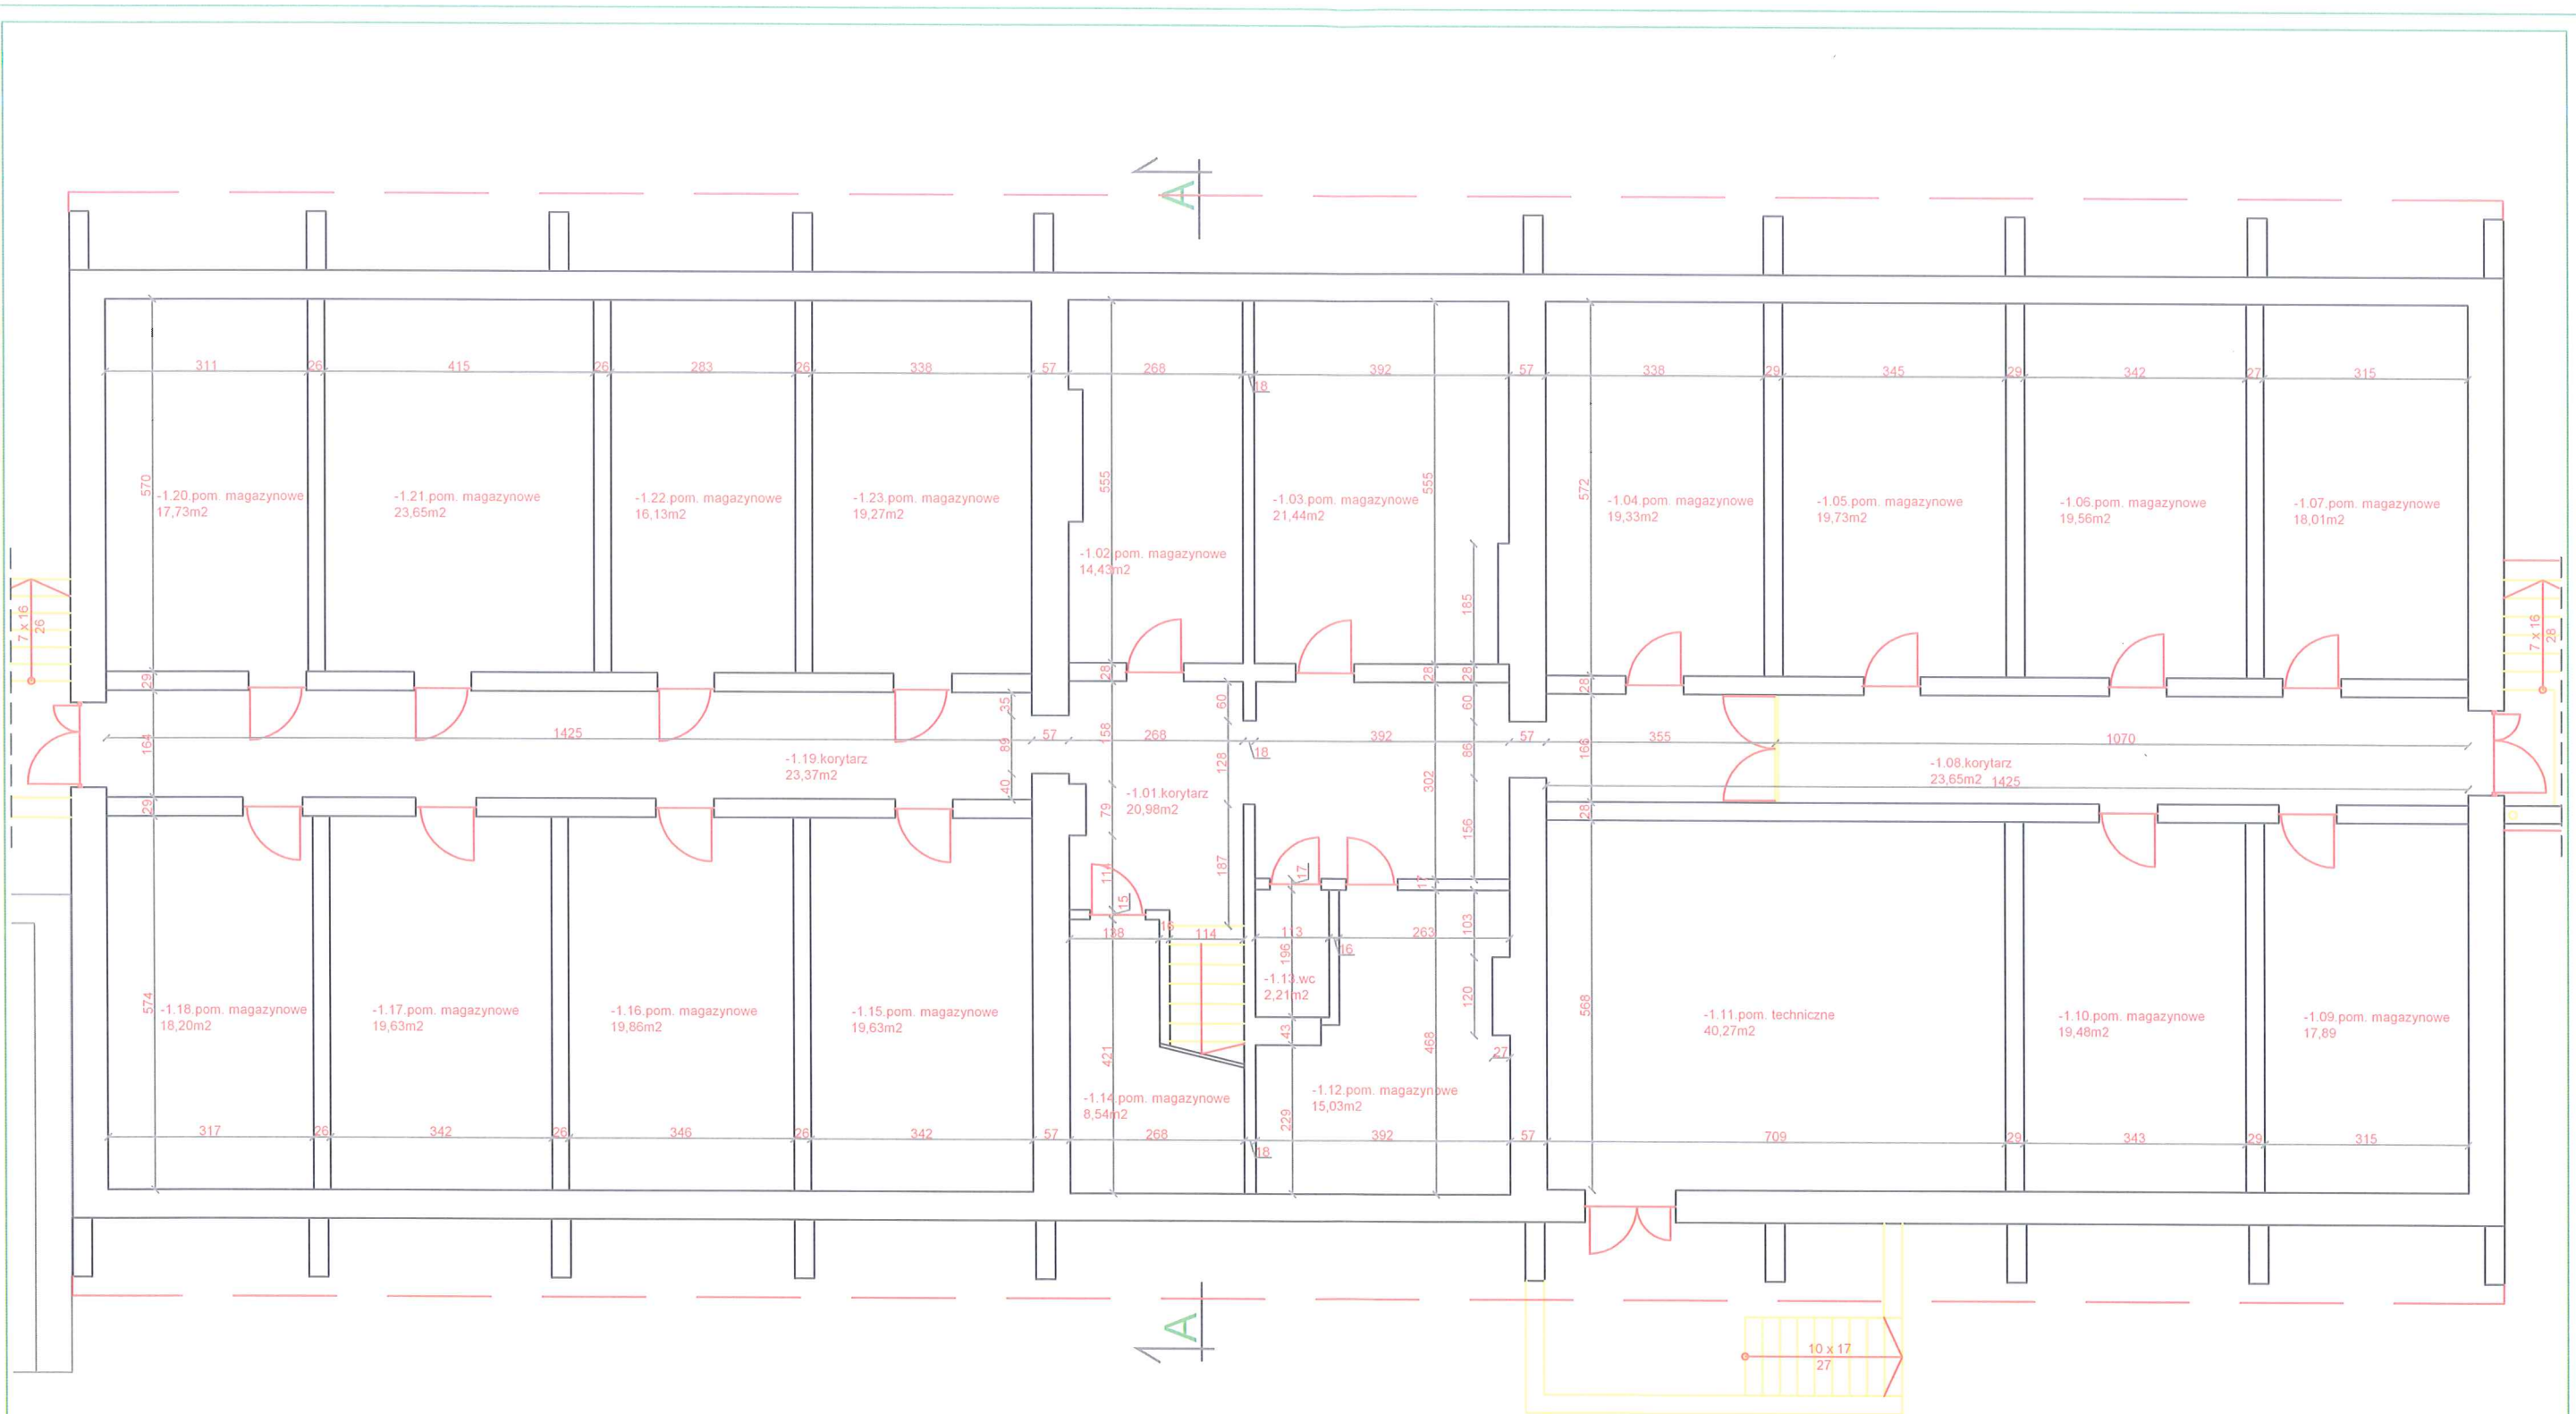 A
311
26
415
26
283
26
338
57
268
18
392
57
338
29
345
29
342
27
315
570
555
555
572
-1.20.pom. magazynowe
17,73m2
-1.21.pom. magazynowe
23,65m2
-1.22.pom. magazynowe
16,13m2
-1.23.pom. magazynowe
19,27m2
-1.02.pom. magazynowe
14,43m2
-1.03.pom. magazynowe
21,44m2
-1.04.pom. magazynowe
19,33m2
-1.05.pom. magazynowe
19,73m2
-1.06.pom. magazynowe
19,56m2
-1.07.pom. magazynowe
18,01m2
7 x 16
26
185
7 x 16
28
29
28
28
28
28
35
60
60
164
1425
89
57
158
268
128
18
392
86
57
166
355
1070
-1.19.korytarz
23,37m2
40
302
-1.08.korytarz
23,65m2
1425
29
79
-1.01.korytarz
20,98m2
156
28
187
17
17
15
16
138
114
113
196
16
263
103
-1.13.wc
2,21m2
120
43
27
574
421
468
568
-1.18.pom. magazynowe
18,20m2
-1.17.pom. magazynowe
19,63m2
-1.16.pom. magazynowe
19,86m2
-1.15.pom. magazynowe
19,63m2
-1.14.pom. magazynowe
8,54m2
-1.12.pom. magazynowe
15,03m2
-1.11.pom. techniczne
40,27m2
-1.10.pom. magazynowe
19,48m2
-1.09.pom. magazynowe
17,89
229
317
26
342
26
346
26
342
57
268
18
392
57
709
29
343
29
315
A
10 x 17
27